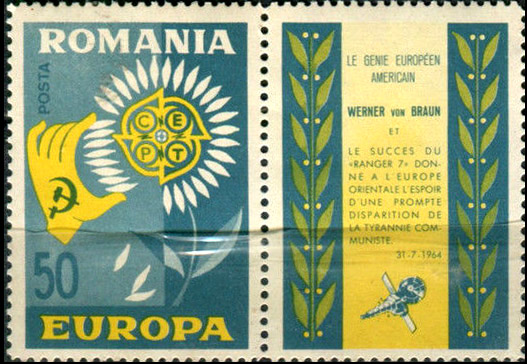 ROMANIA
POSTA
CEPT
50
EUROPA
LE GENIE EUROPÉEN
AMERICAIN
WERNER VON BRAUN
ET
LE SUCCES DU
«RANGER 7» DON-
NE A L'EUROPE
ORIENTALE L'ESPOIR
D'UNE PROMPTE
DISPARITION DE
LA TYRANNIE COM-
MUNISTE.
31-7-1964